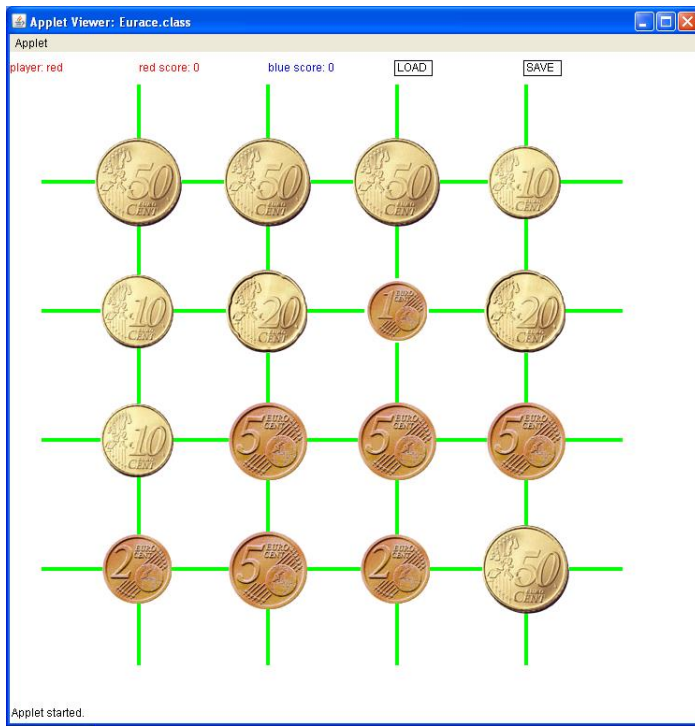 Applet Viewer: Eurace.class
Applet
player: red red score: 0 blue score: 0 LOAD SAVE
50 EURO CENT 50 EURO CENT 50 EURO CENT 10 EURO CENT
10 EURO CENT 20 EURO CENT 1 EURO CENT 20 EURO CENT
10 EURO CENT 5 EURO CENT 5 EURO CENT 5 EURO CENT
2 EURO CENT 5 EURO CENT 2 EURO CENT 50 EURO CENT
Applet started.